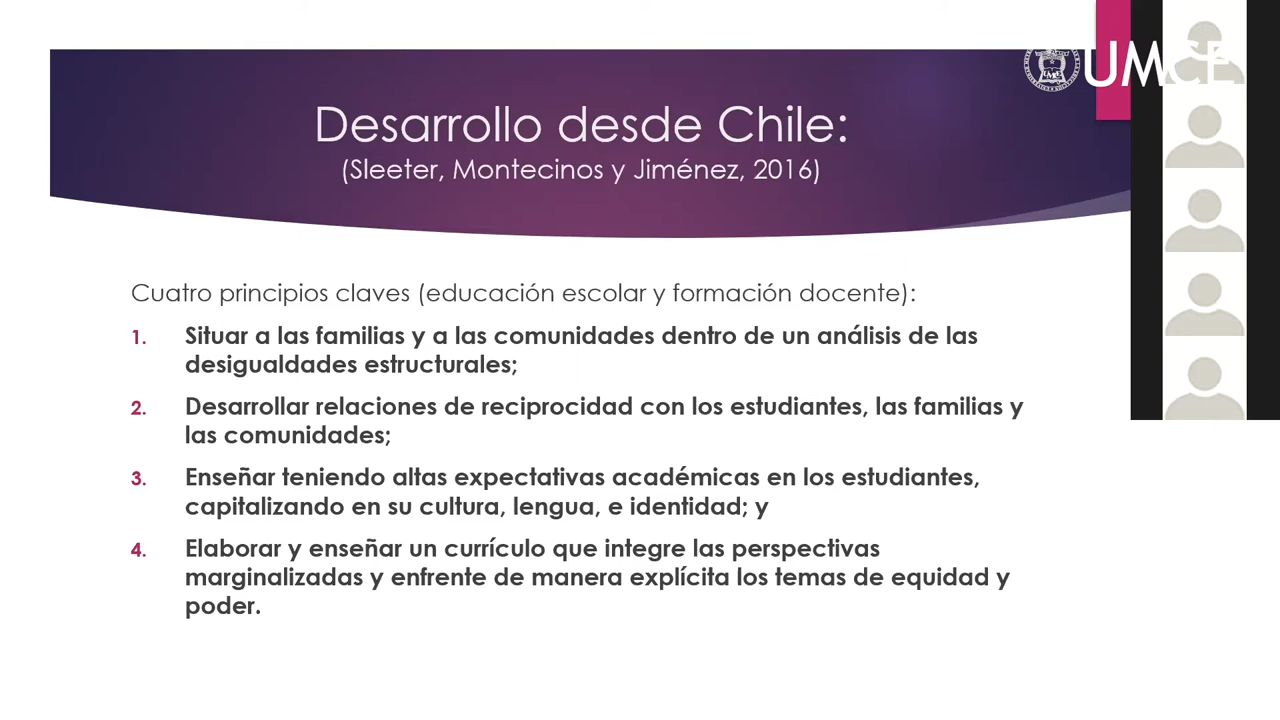 UMCE
Desarrollo desde Chile:
(Sleeter, Montecinos y Jiménez, 2016)
Cuatro principios claves (educación escolar y formación docente):
1. Situar a las familias y a las comunidades dentro de un análisis de las
desigualdades estructurales;
2. Desarrollar relaciones de reciprocidad con los estudiantes, las familias y
las comunidades;
3. Enseñar teniendo altas expectativas académicas en los estudiantes,
capitalizando en su cultura, lengua, e identidad; y
4. Elaborar y enseñar un currículo que integre las perspectivas
marginalizadas y enfrente de manera explícita los temas de equidad y
poder.